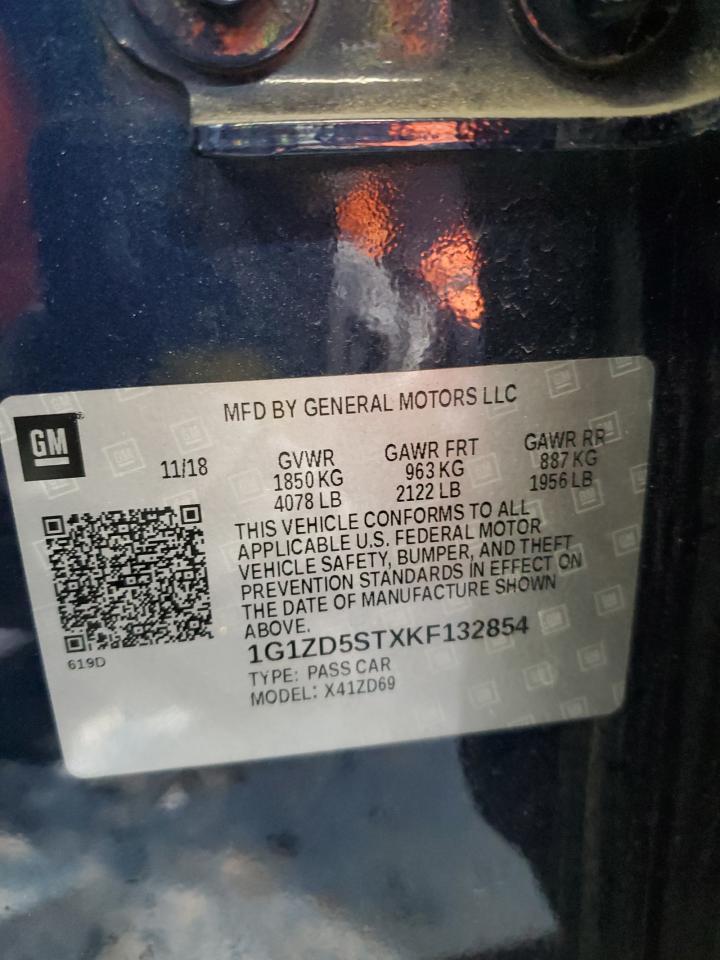 MFD BY GENERAL MOTORS LLC
GM
11/18
GVWR
1850 KG
4078 LB
GAWR FRT
963 KG
2122 LB
GAWR RR
887 KG
1956 LB
THIS VEHICLE CONFORMS TO ALL
APPLICABLE U.S. FEDERAL MOTOR
VEHICLE SAFETY, BUMPER, AND THEFT
PREVENTION STANDARDS IN EFFECT ON
THE DATE OF MANUFACTURE SHOWN
ABOVE.
1G1ZD5STXKF132854
TYPE: PASS CAR
MODEL: X41ZD69
619D